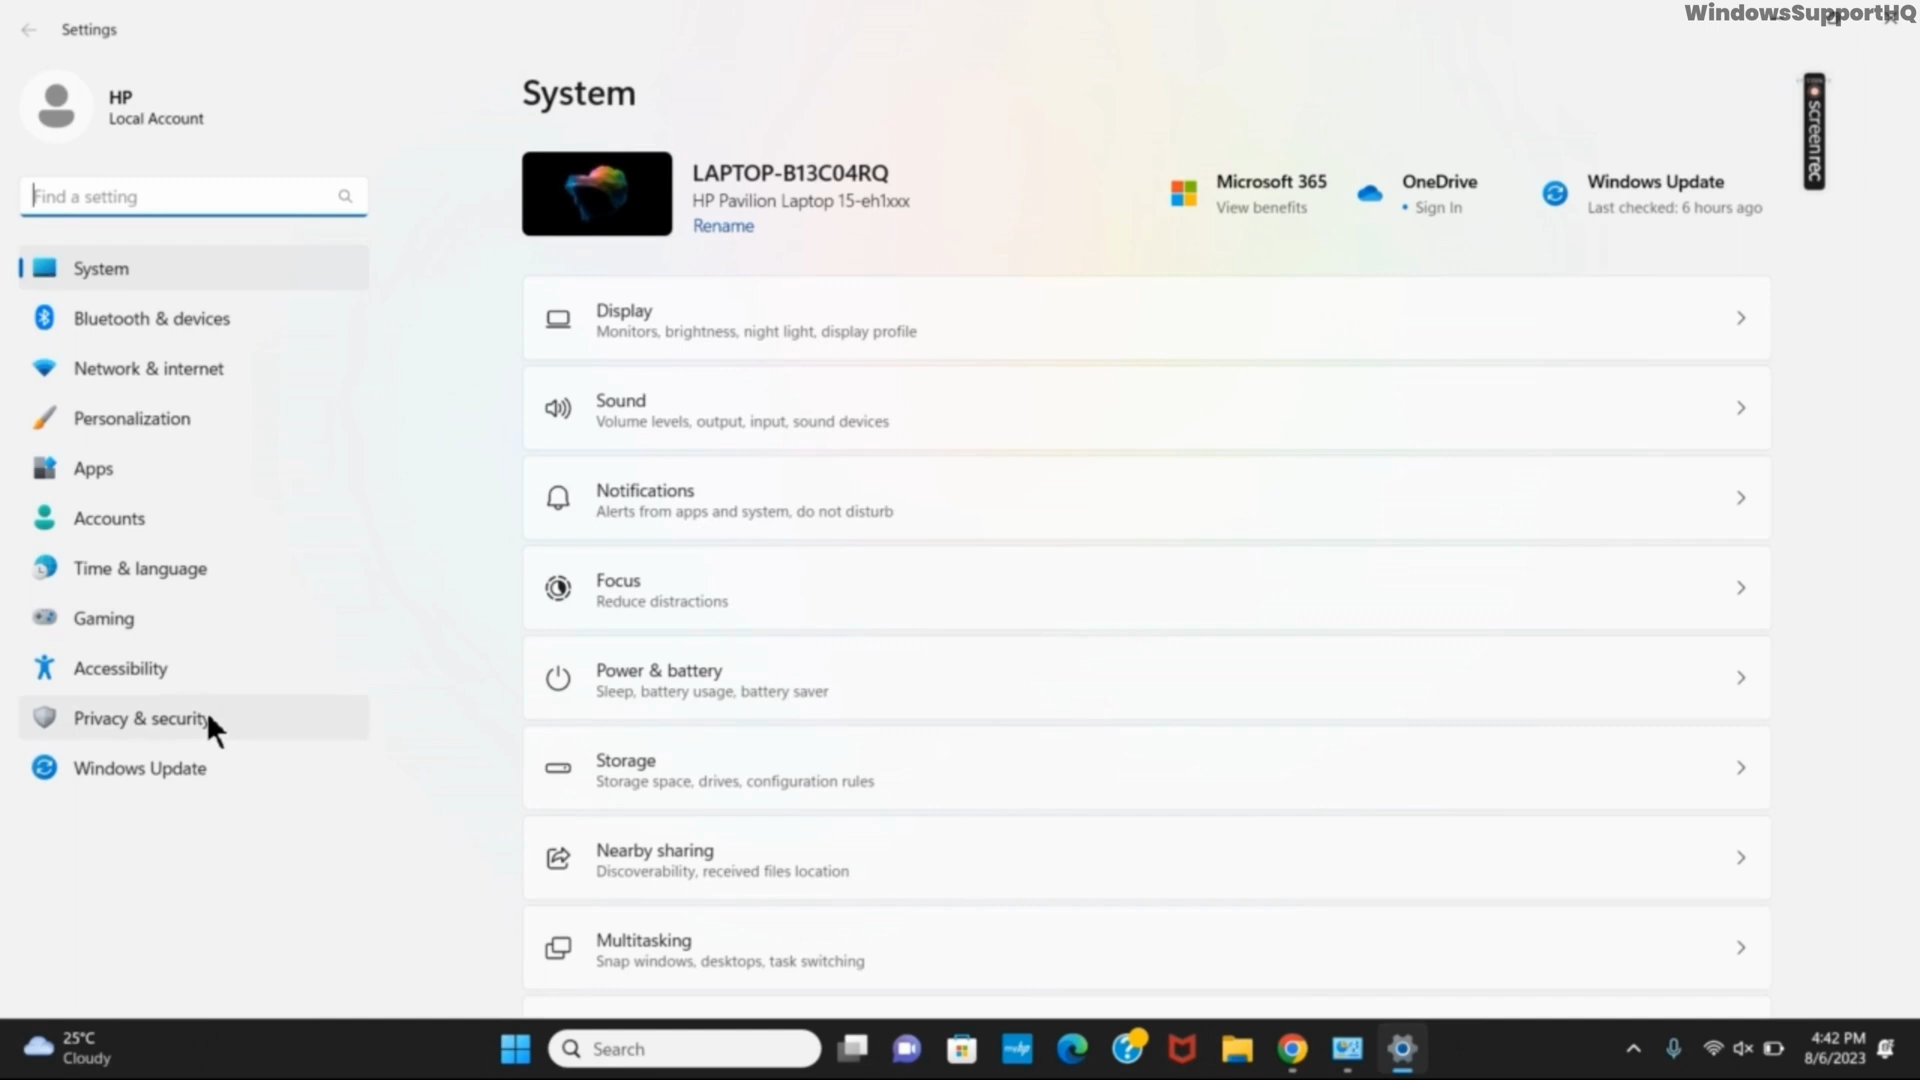 WindowsSupportHQ
Settings
HP
Local Account
Find a setting
System
Bluetooth & devices
Network & internet
Personalization
Apps
Accounts
Time & language
Gaming
Accessibility
Privacy & security
Windows Update
System
LAPTOP-B13C04RQ
HP Pavilion Laptop 15-eh1xxx
Rename
Microsoft 365
View benefits
OneDrive
• Sign In
Windows Update
Last checked: 6 hours ago
screenrec
Display
Monitors, brightness, night light, display profile
Sound
Volume levels, output, input, sound devices
Notifications
Alerts from apps and system, do not disturb
Focus
Reduce distractions
Power & battery
Sleep, battery usage, battery saver
Storage
Storage space, drives, configuration rules
Nearby sharing
Discoverability, received files location
Multitasking
Snap windows, desktops, task switching
25°C
Cloudy
Search
myhp
4:42 PM
8/6/2023